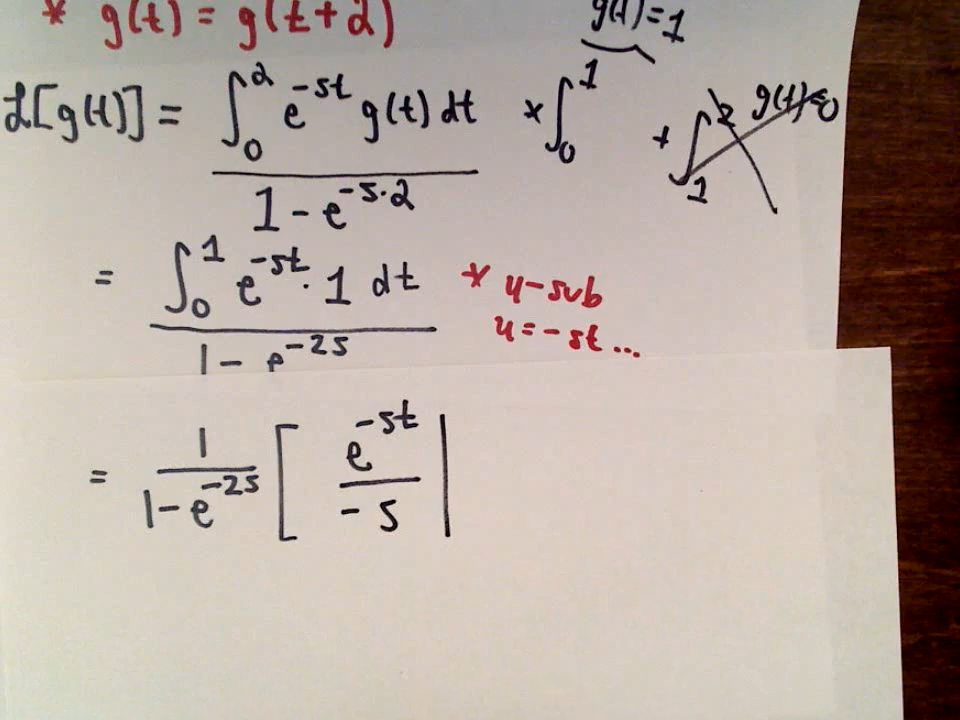 * g(t) = g(t+2)
g(t)=1
ℒ[g(t)] = ∫₀² e^{-st} g(t) dt * ∫₀¹ + ∫₁² g(t)=0
1 - e^{-s·2}
= ∫₀¹ e^{-st} · 1 dt * u-sub
u = -st ...
1 - e^{-2s}
= 1/(1-e^{-2s}) [ e^{-st}/(-s) |